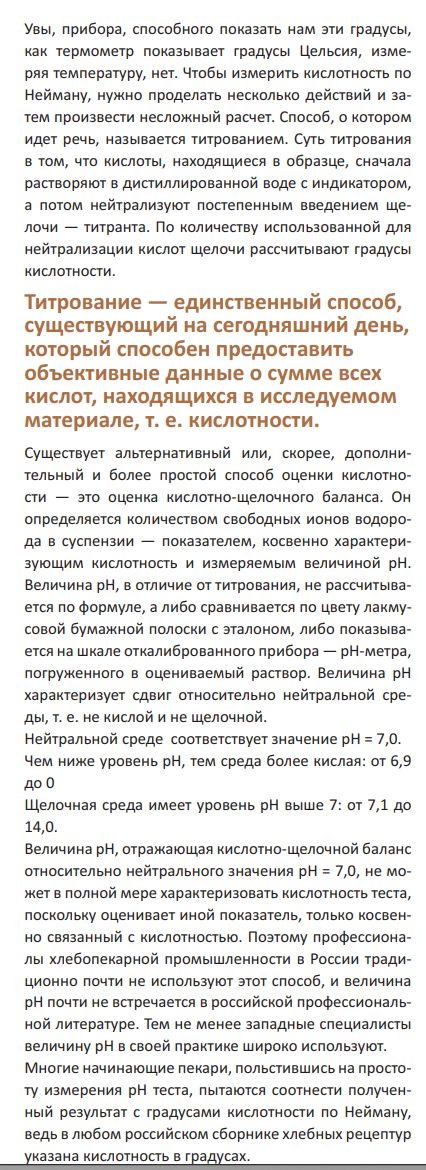 Увы, прибора, способного показать нам эти градусы,
как термометр показывает градусы Цельсия, изме-
ряя температуру, нет. Чтобы измерить кислотность по
Нейману, нужно проделать несколько действий и за-
тем произвести несложный расчет. Способ, о котором
идет речь, называется титрованием. Суть титрования
в том, что кислоты, находящиеся в образце, сначала
растворяют в дистиллированной воде с индикатором,
а потом нейтрализуют постепенным введением ще-
лочи — титранта. По количеству использованной для
нейтрализации кислот щелочи рассчитывают градусы
кислотности.
Титрование — единственный способ,
существующий на сегодняшний день,
который способен предоставить
объективные данные о сумме всех
кислот, находящихся в исследуемом
материале, т. е. кислотности.
Существует альтернативный или, скорее, дополни-
тельный и более простой способ оценки кислотно-
сти — это оценка кислотно-щелочного баланса. Он
определяется количеством свободных ионов водоро-
да в суспензии — показателем, косвенно характери-
зующим кислотность и измеряемым величиной pH.
Величина pH, в отличие от титрования, не рассчитыва-
ется по формуле, а либо сравнивается по цвету лакму-
совой бумажной полоски с эталоном, либо показыва-
ется на шкале откалиброванного прибора — pH-метра,
погруженного в оцениваемый раствор. Величина pH
характеризует сдвиг относительно нейтральной сре-
ды, т. е. не кислой и не щелочной.
Нейтральной среде соответствует значение pH = 7,0.
Чем ниже уровень pH, тем среда более кислая: от 6,9
до 0
Щелочная среда имеет уровень pH выше 7: от 7,1 до
14,0.
Величина pH, отражающая кислотно-щелочной баланс
относительно нейтрального значения pH = 7,0, не мо-
жет в полной мере характеризовать кислотность теста,
поскольку оценивает иной показатель, только косвен-
но связанный с кислотностью. Поэтому профессиона-
лы хлебопекарной промышленности в России тради-
ционно почти не используют этот способ, и величина
pH почти не встречается в российской профессиональ-
ной литературе. Тем не менее западные специалисты
величину pH в своей практике широко используют.
Многие начинающие пекари, польстившись на просто-
ту измерения pH теста, пытаются соотнести получен-
ный результат с градусами кислотности по Нейману,
ведь в любом российском сборнике хлебных рецептур
указана кислотность в градусах.